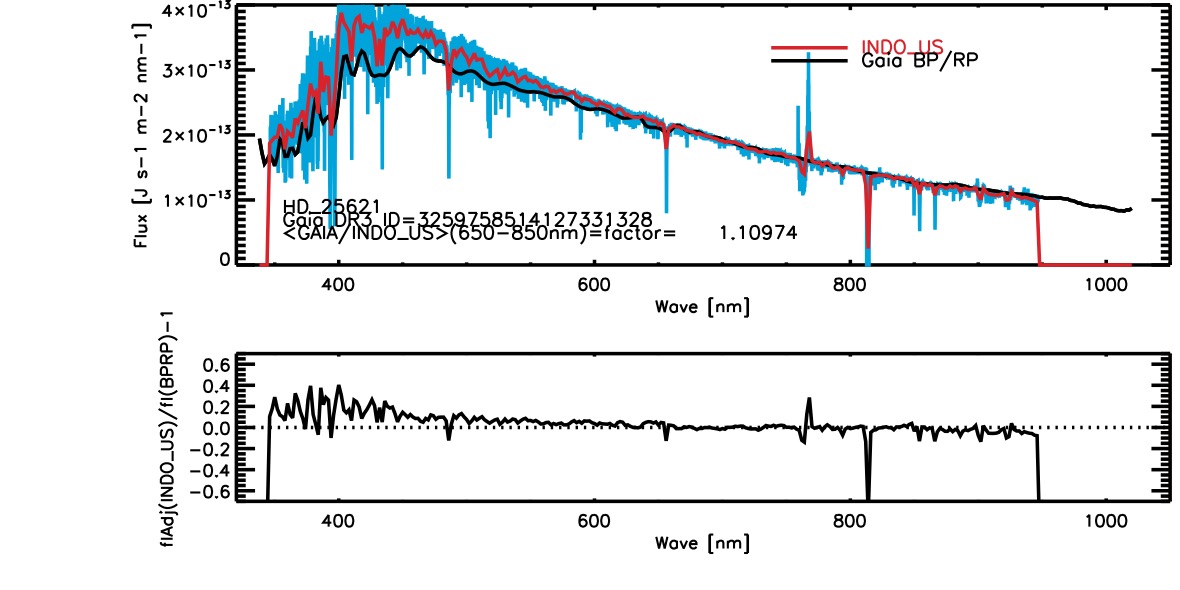 4×10−13
3×10−13
2×10−13
1×10−13
0
Flux [J s−1 m−2 nm−1]
INDO_US
Gaia BP/RP
HD_25621
Gaia DR3 ID=3259758514127331328
<GAIA/INDO_US>(650−850nm)=factor= 1.10974
400 600 800 1000
Wave [nm]
0.6
0.4
0.2
0.0
−0.2
−0.4
−0.6
flAdj(INDO_US)/fl(BPRP)−1
400 600 800 1000
Wave [nm]